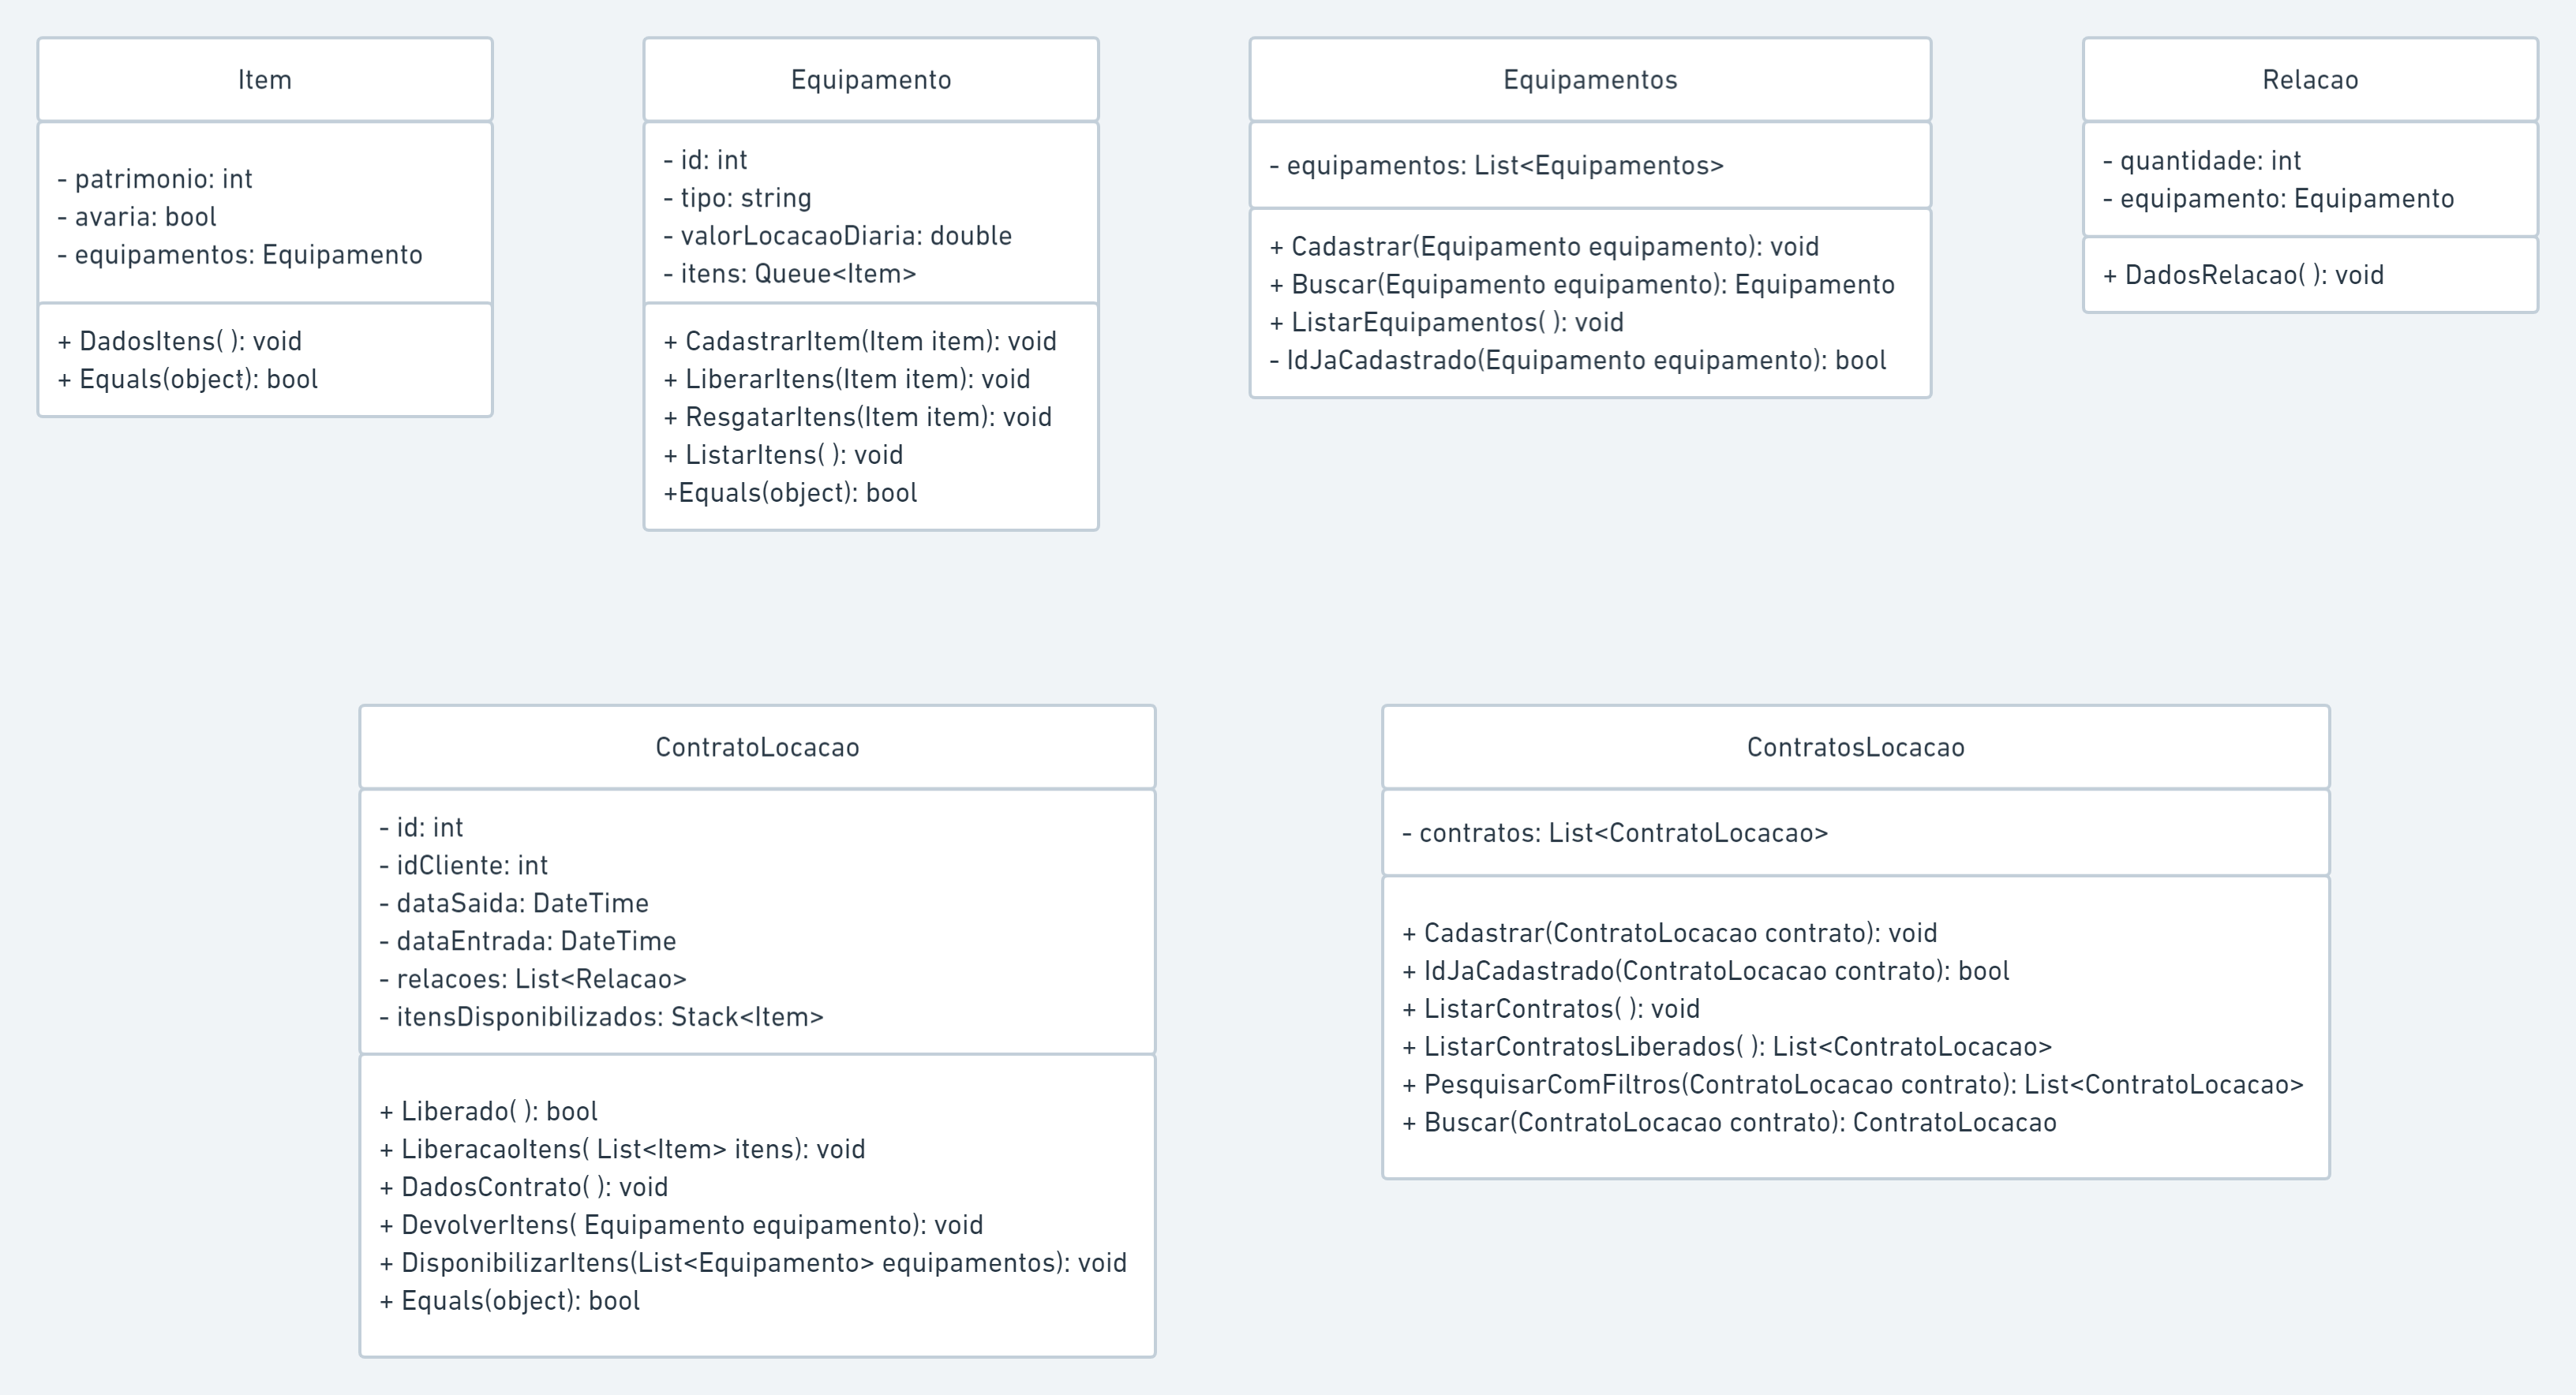 Item
- patrimonio: int
- avaria: bool
- equipamentos: Equipamento
+ DadosItens( ): void
+ Equals(object): bool
Equipamento
- id: int
- tipo: string
- valorLocacaoDiaria: double
- itens: Queue<Item>
+ CadastrarItem(Item item): void
+ LiberarItens(Item item): void
+ ResgatarItens(Item item): void
+ ListarItens( ): void
+Equals(object): bool
Equipamentos
- equipamentos: List<Equipamentos>
+ Cadastrar(Equipamento equipamento): void
+ Buscar(Equipamento equipamento): Equipamento
+ ListarEquipamentos( ): void
- IdJaCadastrado(Equipamento equipamento): bool
Relacao
- quantidade: int
- equipamento: Equipamento
+ DadosRelacao( ): void
ContratoLocacao
- id: int
- idCliente: int
- dataSaida: DateTime
- dataEntrada: DateTime
- relacoes: List<Relacao>
- itensDisponibilizados: Stack<Item>
+ Liberado( ): bool
+ LiberacaoItens( List<Item> itens): void
+ DadosContrato( ): void
+ DevolverItens( Equipamento equipamento): void
+ DisponibilizarItens(List<Equipamento> equipamentos): void
+ Equals(object): bool
ContratosLocacao
- contratos: List<ContratoLocacao>
+ Cadastrar(ContratoLocacao contrato): void
+ IdJaCadastrado(ContratoLocacao contrato): bool
+ ListarContratos( ): void
+ ListarContratosLiberados( ): List<ContratoLocacao>
+ PesquisarComFiltros(ContratoLocacao contrato): List<ContratoLocacao>
+ Buscar(ContratoLocacao contrato): ContratoLocacao